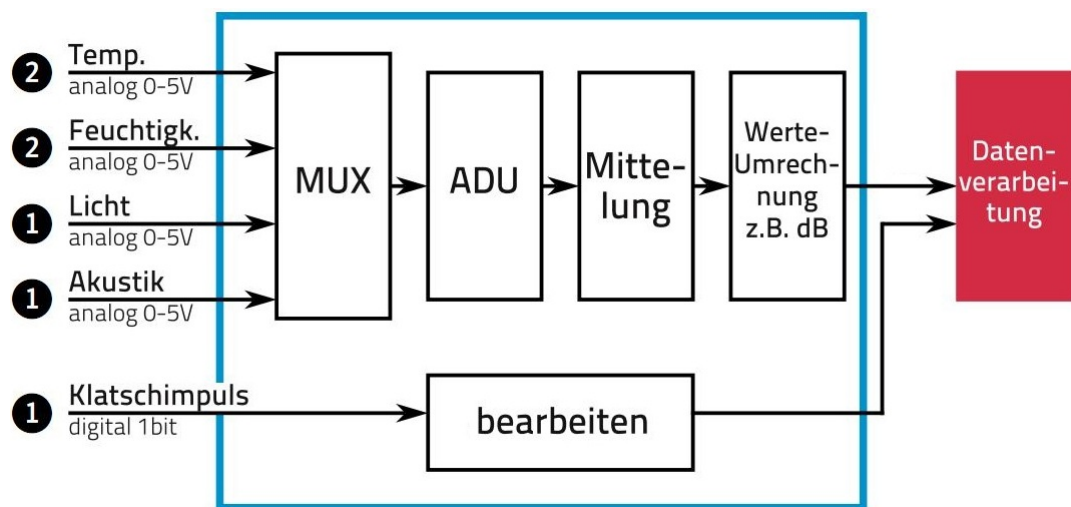 2 Temp.
analog 0-5V
2 Feuchtigk.
analog 0-5V
1 Licht
analog 0-5V
1 Akustik
analog 0-5V
1 Klatschimpuls
digital 1bit
MUX
ADU
Mitte-
lung
Werte-
Umrech-
nung
z.B. dB
bearbeiten
Daten-
verarbei-
tung